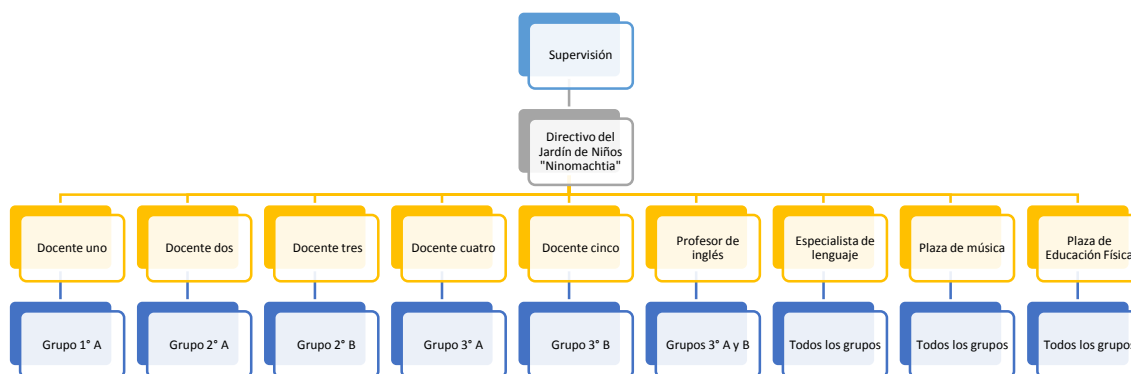 Supervisión
Directivo del
Jardín de Niños
"Ninomachtia"
Docente uno
Docente dos
Docente tres
Docente cuatro
Docente cinco
Profesor de
inglés
Especialista de
lenguaje
Plaza de música
Plaza de
Educación Física
Grupo 1° A
Grupo 2° A
Grupo 2° B
Grupo 3° A
Grupo 3° B
Grupos 3° A y B
Todos los grupos
Todos los grupos
Todos los grupos